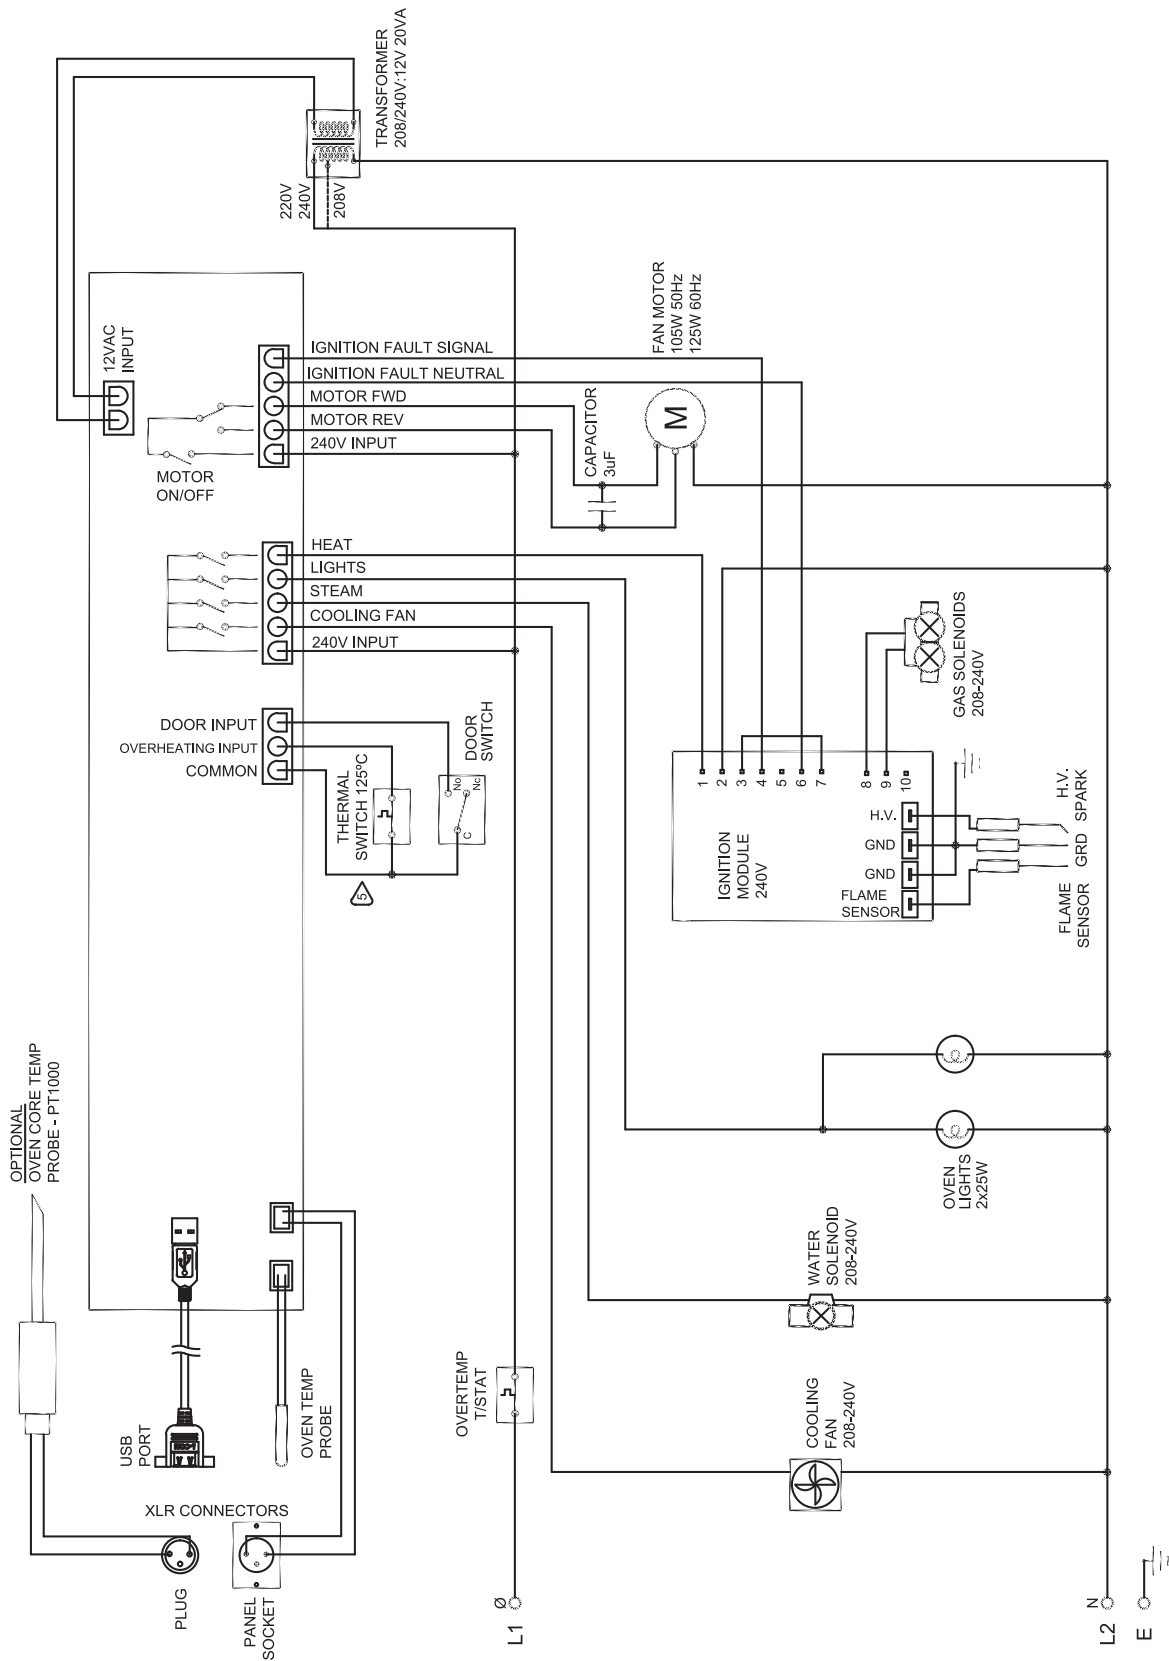 TRANSFORMER
208/240V:12V 20VA
220V
240V
208V
12VAC
INPUT
IGNITION FAULT SIGNAL
IGNITION FAULT NEUTRAL
MOTOR FWD
MOTOR REV
240V INPUT
MOTOR
ON/OFF
FAN MOTOR
105W 50Hz
125W 60Hz
CAPACITOR
3uF
M
HEAT
LIGHTS
STEAM
COOLING FAN
240V INPUT
DOOR INPUT
OVERHEATING INPUT
COMMON
THERMAL
SWITCH 125ºC
DOOR
SWITCH
No
Nc
C
5
GAS SOLENOIDS
208-240V
1
2
3
4
5
6
7
8
9
10
IGNITION
MODULE
240V
H.V.
GND
GND
FLAME
SENSOR
H.V.
SPARK
GRD
FLAME
SENSOR
OPTIONAL
OVEN CORE TEMP
PROBE - PT1000
OVEN
LIGHTS
2x25W
WATER
SOLENOID
208-240V
OVERTEMP
T/STAT
COOLING
FAN
208-240V
USB
PORT
OVEN TEMP
PROBE
XLR CONNECTORS
PLUG
PANEL
SOCKET
Ø
L1
N
L2
E